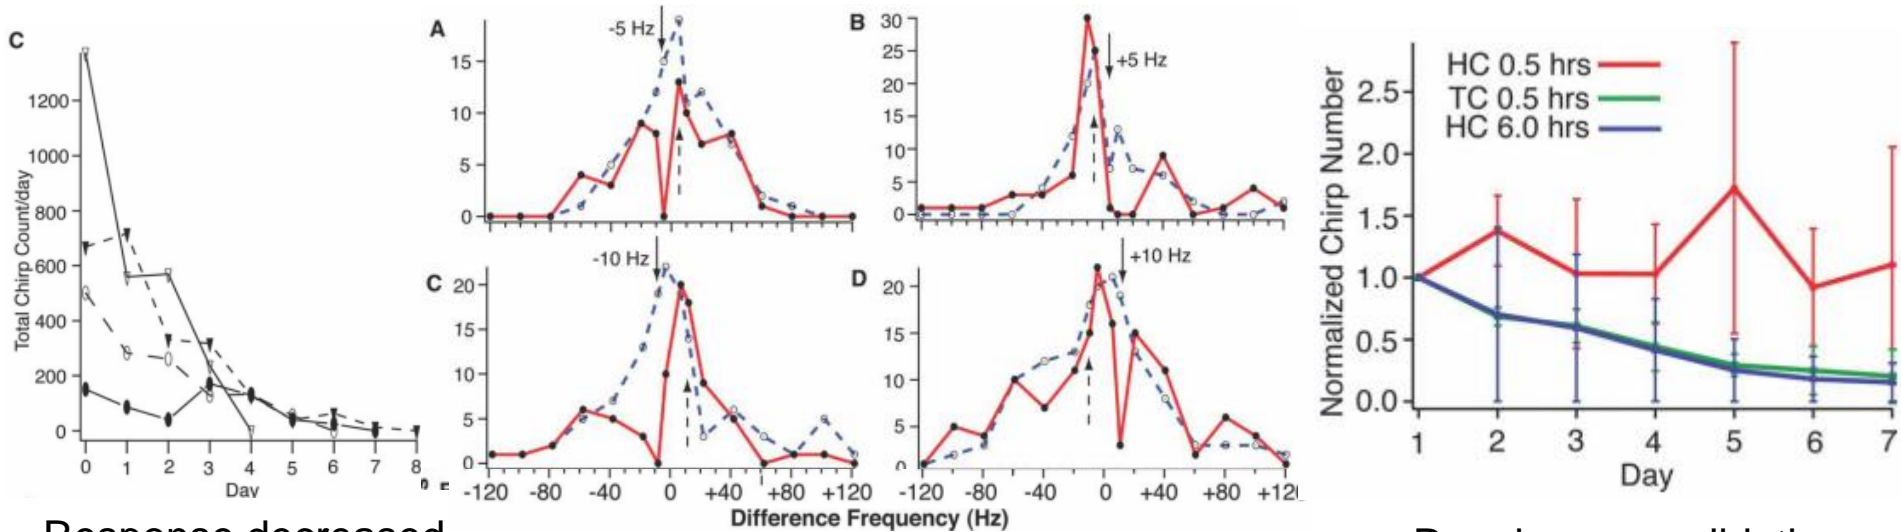 C
Total Chirp Count/day
1200
1000
800
600
400
200
0
0 1 2 3 4 5 6 7 8
Day
A
-5 Hz
15
10
5
0
B
+5 Hz
30
25
20
15
10
5
0
C
-10 Hz
20
15
10
5
0
-120 -80 -40 0 +40 +80 +120
D
+10 Hz
20
15
10
5
0
-120 -80 -40 0 +40 +80
Difference Frequency (Hz)
Normalized Chirp Number
HC 0.5 hrs
TC 0.5 hrs
HC 6.0 hrs
2.5
2.0
1.5
1.0
0.5
0.0
1 2 3 4 5 6 7
Day
Response decreased